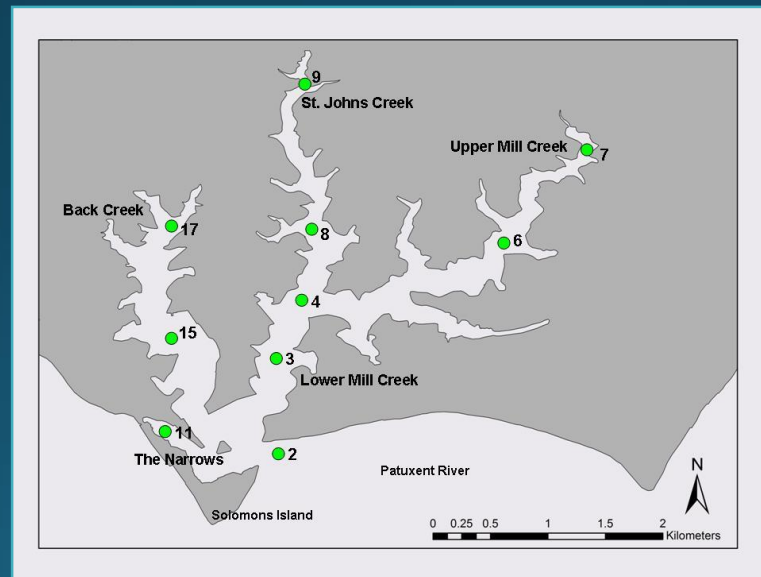 9
St. Johns Creek
Upper Mill Creek
7
Back Creek
17
8
6
4
15
3
Lower Mill Creek
11
The Narrows
2
Patuxent River
N
Solomons Island
0 0.25 0.5 1 1.5 2
Kilometers